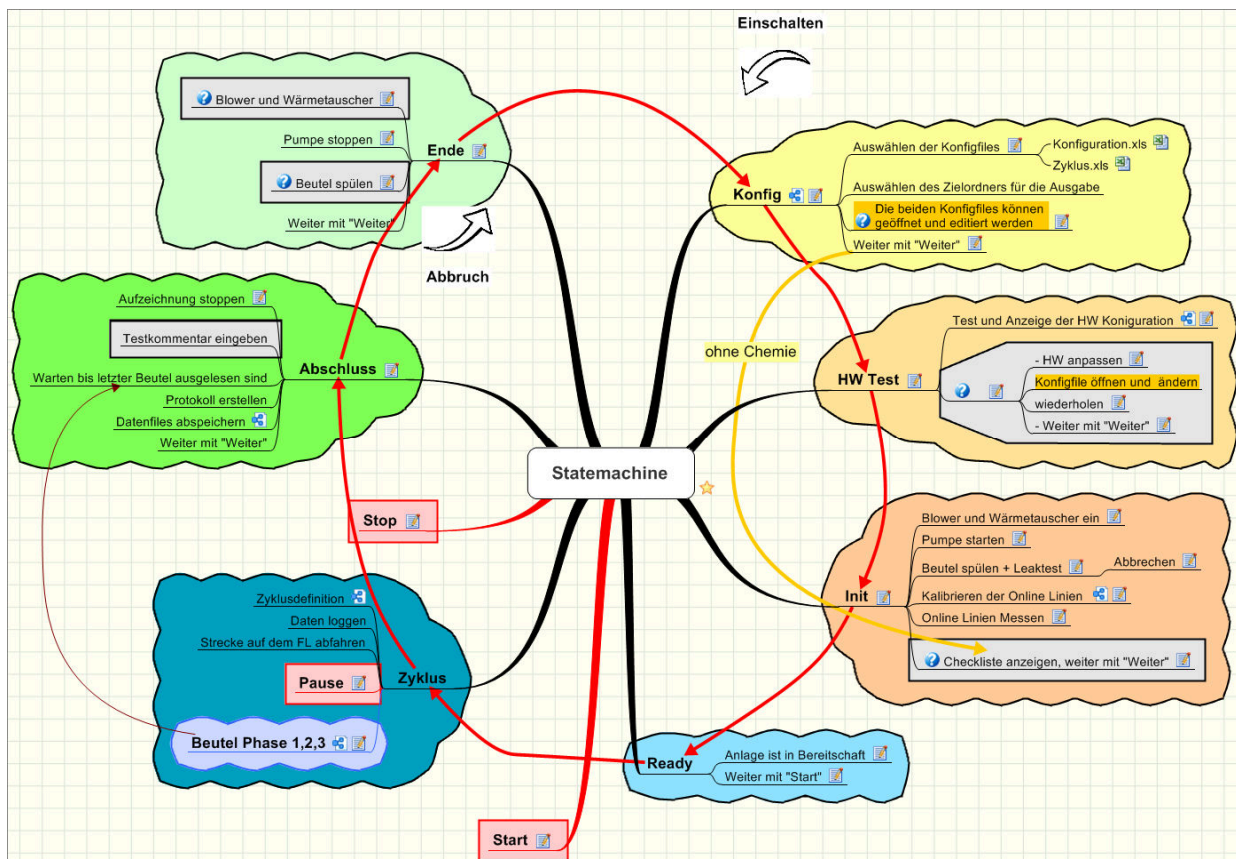 Einschalten
Blower und Wärmetauscher
Pumpe stoppen
Ende
Beutel spülen
Weiter mit "Weiter"
Abbruch
Auswählen der Konfigfiles
Konfiguration.xls
Zyklus.xls
Konfig
Auswählen des Zielordners für die Ausgabe
Die beiden Konfigfiles können
geöffnet und editiert werden
Weiter mit "Weiter"
Aufzeichnung stoppen
Testkommentar eingeben
Abschluss
Warten bis letzter Beutel ausgelesen sind
Protokoll erstellen
Datenfiles abspeichern
Weiter mit "Weiter"
ohne Chemie
Test und Anzeige der HW Koniguration
HW Test
- HW anpassen
Konfigfile öffnen und ändern
wiederholen
- Weiter mit "Weiter"
Statemachine
Stop
Blower und Wärmetauscher ein
Pumpe starten
Beutel spülen + Leaktest
Abbrechen
Init
Kalibrieren der Online Linien
Online Linien Messen
Checkliste anzeigen, weiter mit "Weiter"
Zyklusdefinition
Daten loggen
Strecke auf dem FL abfahren
Pause
Zyklus
Beutel Phase 1,2,3
Ready
Anlage ist in Bereitschaft
Weiter mit "Start"
Start